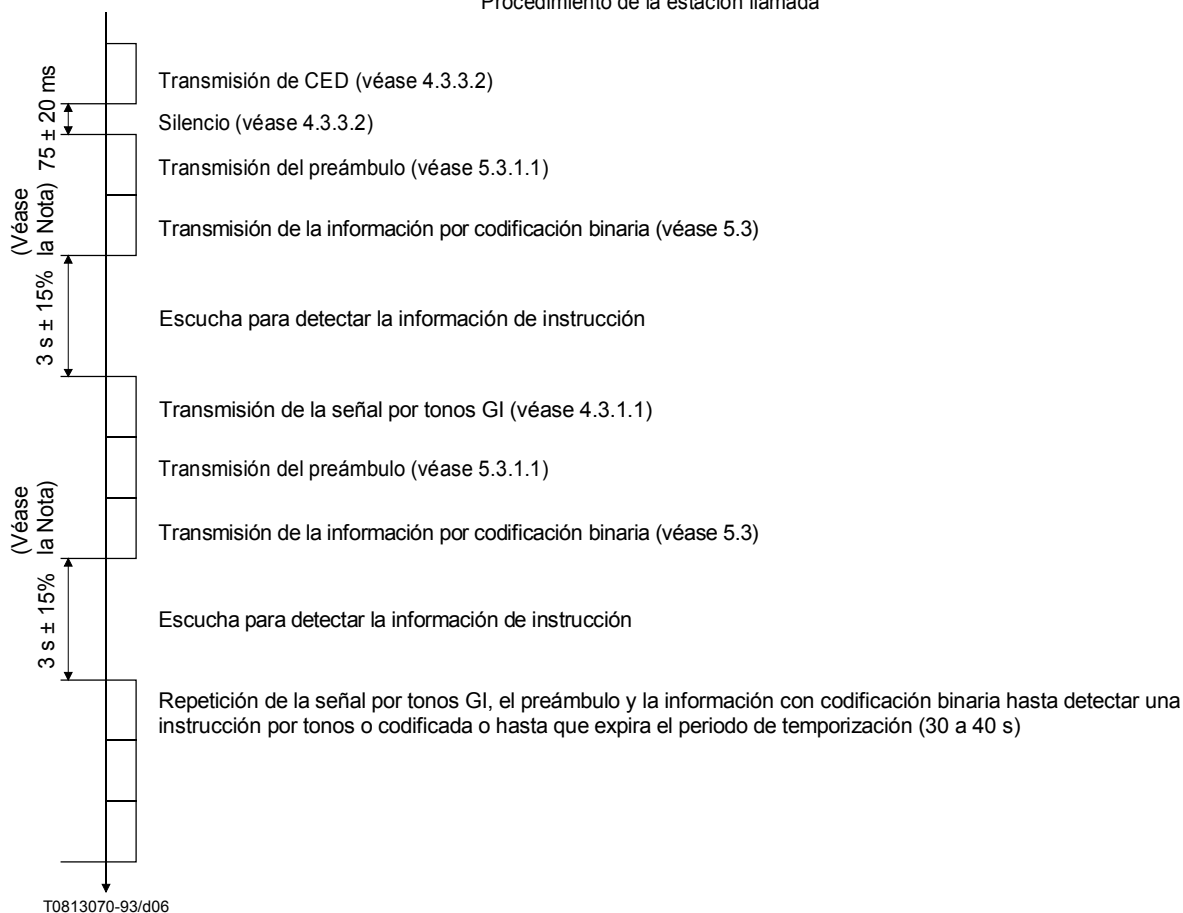 Procedimiento de la estación llamada
Transmisión de CED (véase 4.3.3.2)
75 ± 20 ms
Silencio (véase 4.3.3.2)
Transmisión del preámbulo (véase 5.3.1.1)
Transmisión de la información por codificación binaria (véase 5.3)
(Véase
la Nota)
3 s ± 15%
Escucha para detectar la información de instrucción
Transmisión de la señal por tonos GI (véase 4.3.1.1)
Transmisión del preámbulo (véase 5.3.1.1)
Transmisión de la información por codificación binaria (véase 5.3)
(Véase
la Nota)
3 s ± 15%
Escucha para detectar la información de instrucción
Repetición de la señal por tonos GI, el preámbulo y la información con codificación binaria hasta detectar una
instrucción por tonos o codificada o hasta que expira el periodo de temporización (30 a 40 s)
T0813070-93/d06